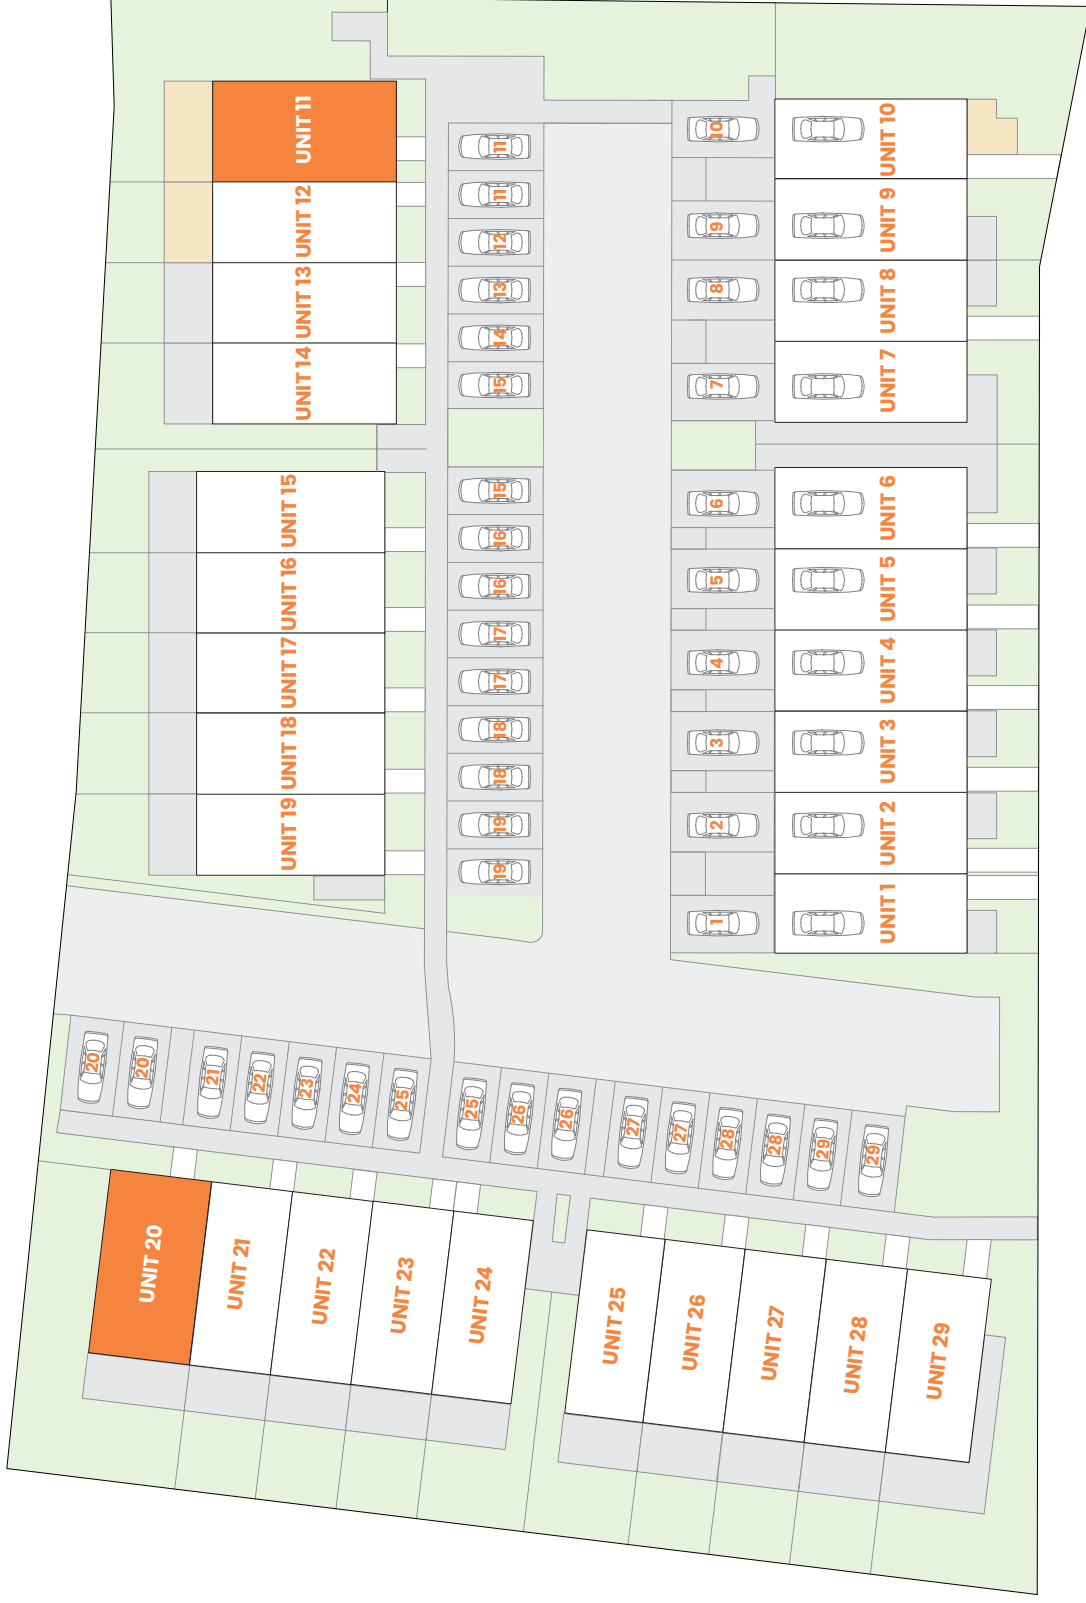 UNIT 11
UNIT 12
UNIT 13
UNIT 14
UNIT 15
UNIT 16
UNIT 17
UNIT 18
UNIT 19
11
11
12
13
14
15
15
16
16
17
17
18
18
19
19
10
9
8
7
6
5
4
3
2
1
UNIT 10
UNIT 9
UNIT 8
UNIT 7
UNIT 6
UNIT 5
UNIT 4
UNIT 3
UNIT 2
UNIT 1
20
20
21
22
23
24
25
25
26
26
27
27
28
28
29
29
UNIT 20
UNIT 21
UNIT 22
UNIT 23
UNIT 24
UNIT 25
UNIT 26
UNIT 27
UNIT 28
UNIT 29